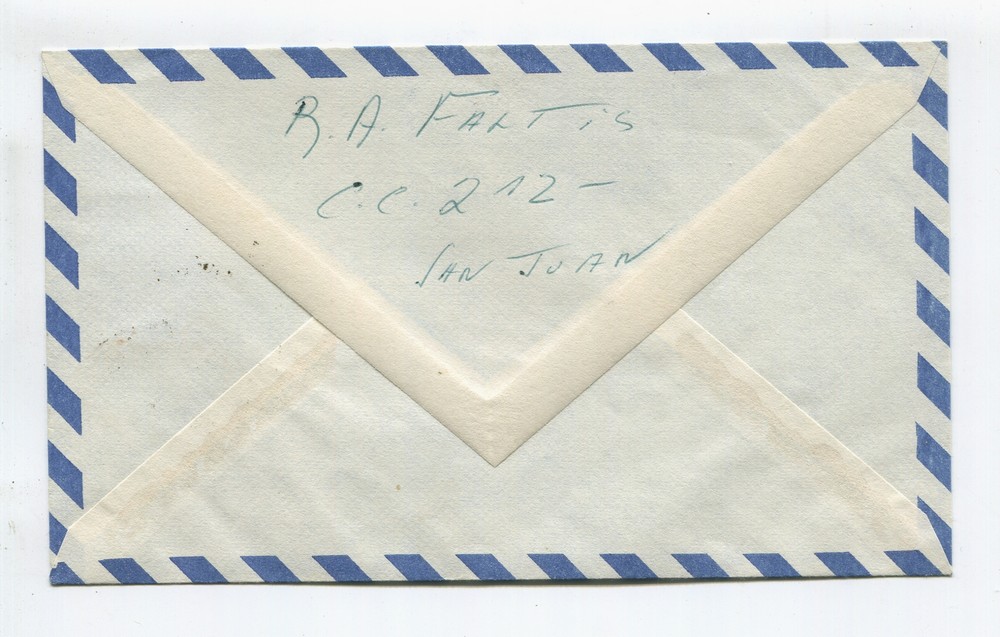 R. A. FALTIS
C.C. 212-
SAN JUAN